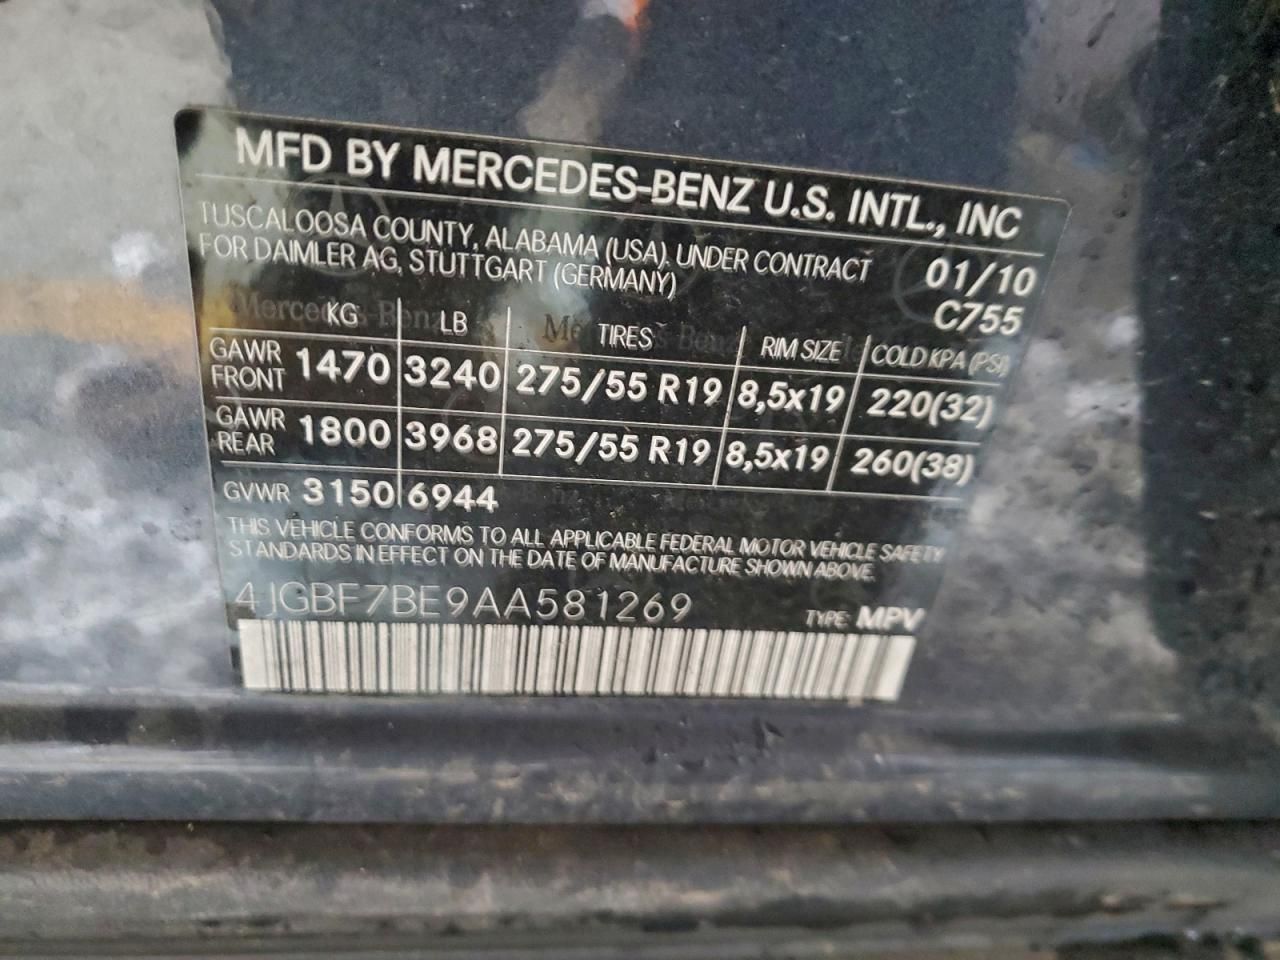 MFD BY MERCEDES-BENZ U.S. INTL., INC
TUSCALOOSA COUNTY, ALABAMA (USA), UNDER CONTRACT 01/10
FOR DAIMLER AG, STUTTGART (GERMANY) C755
KG LB TIRES RIM SIZE COLD KPA (PSI)
GAWR FRONT 1470 3240 275/55 R19 8,5x19 220(32)
GAWR REAR 1800 3968 275/55 R19 8,5x19 260(38)
GVWR 3150 6944
THIS VEHICLE CONFORMS TO ALL APPLICABLE FEDERAL MOTOR VEHICLE SAFETY
STANDARDS IN EFFECT ON THE DATE OF MANUFACTURE SHOWN ABOVE.
4JGBF7BE9AA581269 TYPE: MPV